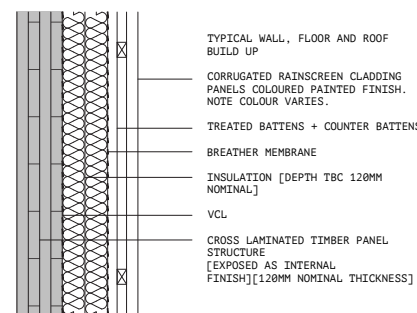 TYPICAL WALL, FLOOR AND ROOF
BUILD UP
CORRUGATED RAINSCREEN CLADDING
PANELS COLOURED PAINTED FINISH.
NOTE COLOUR VARIES.
TREATED BATTENS + COUNTER BATTENS
BREATHER MEMBRANE
INSULATION [DEPTH TBC 120MM
NOMINAL]
VCL
CROSS LAMINATED TIMBER PANEL
STRUCTURE
[EXPOSED AS INTERNAL
FINISH][120MM NOMINAL THICKNESS]